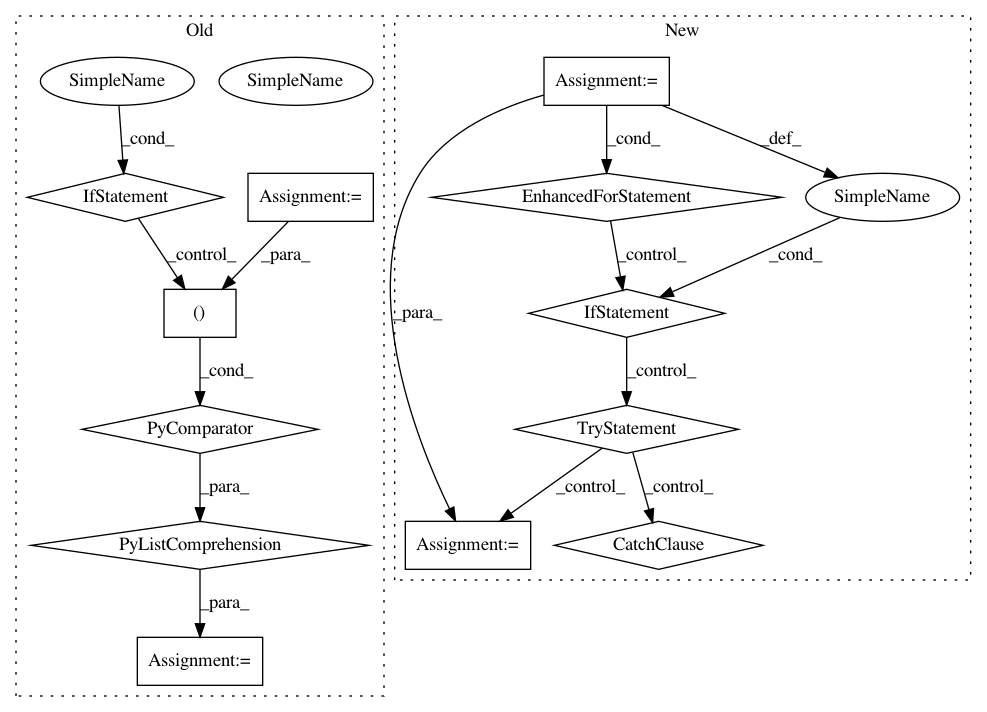 Old
New
SimpleName
SimpleName
Assignment:=
_cond_
_cond_
_def_
IfStatement
Assignment:=
EnhancedForStatement
SimpleName
_control_
_para_
_control_
_cond_
()
_para_
IfStatement
_cond_
_control_
PyComparator
TryStatement
_para_
_control_
_control_
PyListComprehension
Assignment:=
CatchClause
_para_
Assignment:=